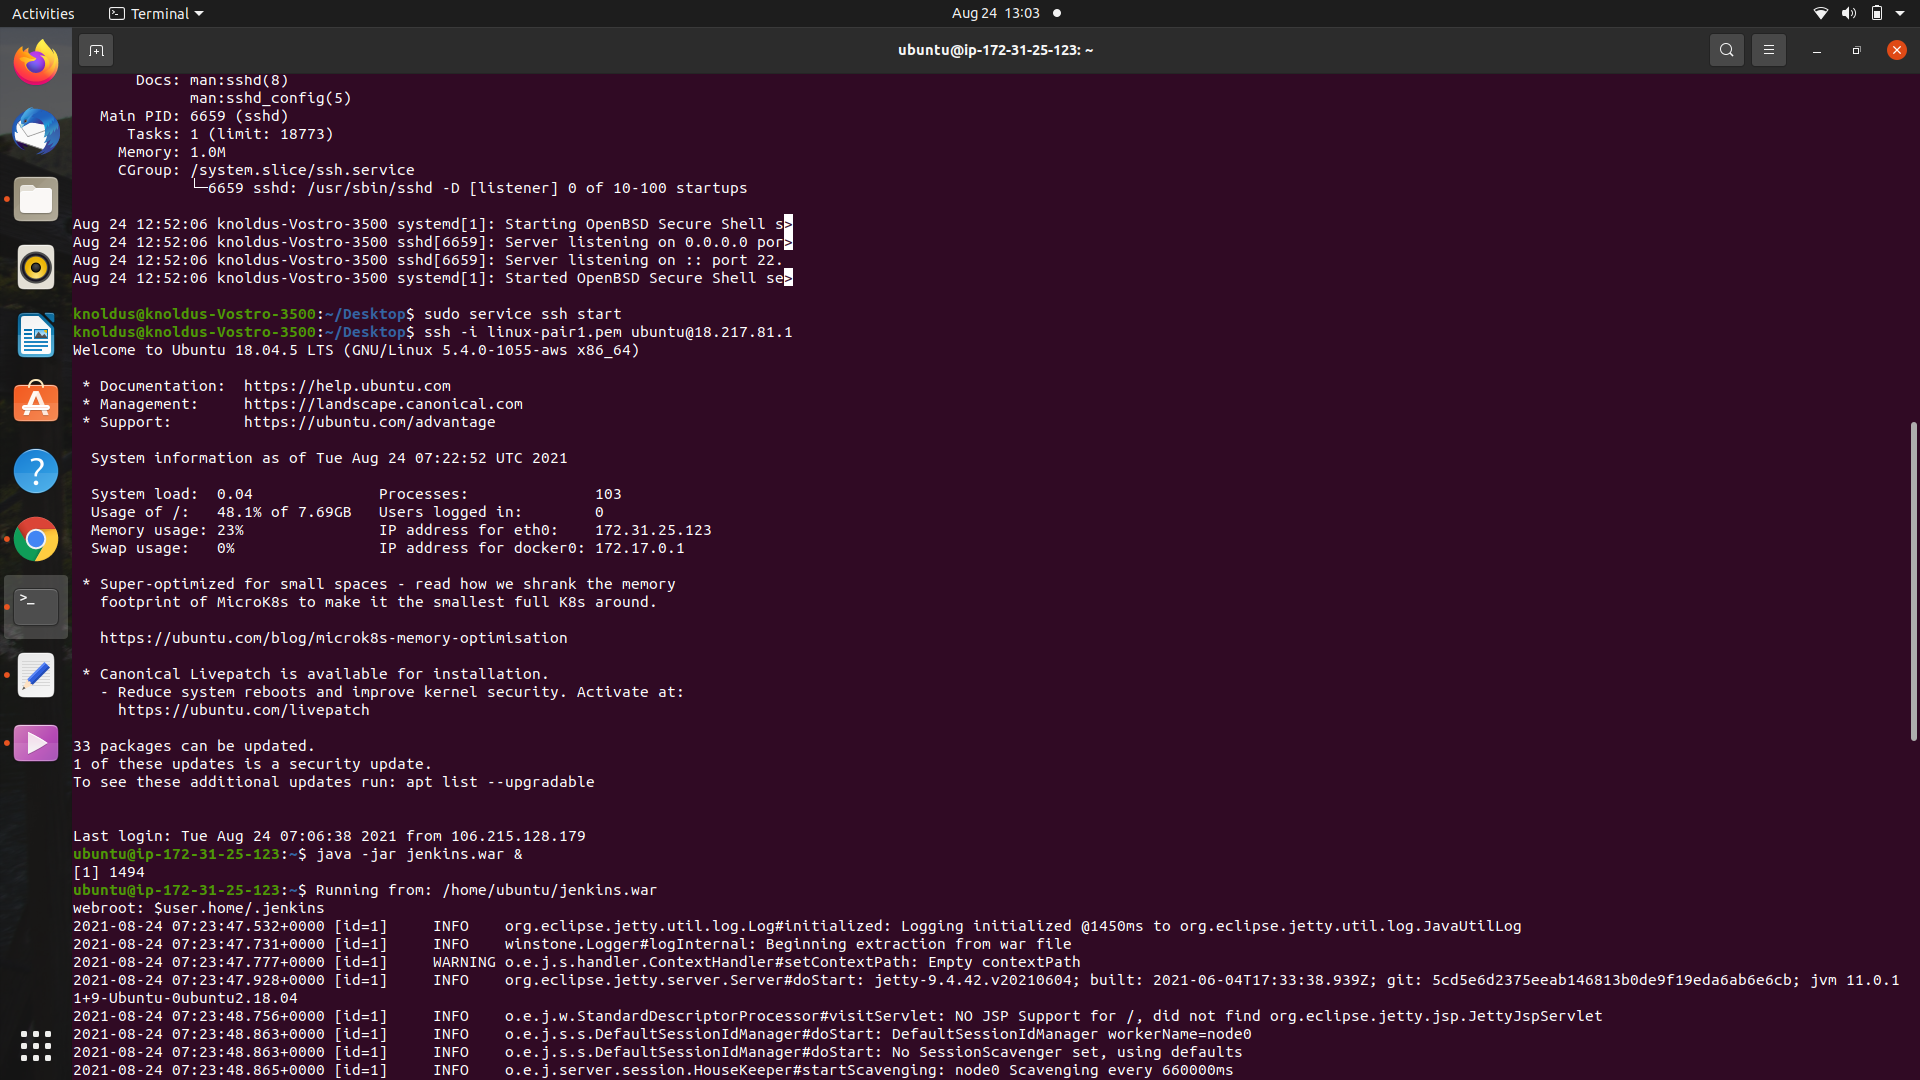 Activities Terminal Aug 24 13:03
ubuntu@ip-172-31-25-123: ~
Docs: man:sshd(8)
man:sshd_config(5)
Main PID: 6659 (sshd)
Tasks: 1 (limit: 18773)
Memory: 1.0M
CGroup: /system.slice/ssh.service
└─6659 sshd: /usr/sbin/sshd -D [listener] 0 of 10-100 startups
Aug 24 12:52:06 knoldus-Vostro-3500 systemd[1]: Starting OpenBSD Secure Shell s>
Aug 24 12:52:06 knoldus-Vostro-3500 sshd[6659]: Server listening on 0.0.0.0 por>
Aug 24 12:52:06 knoldus-Vostro-3500 sshd[6659]: Server listening on :: port 22.
Aug 24 12:52:06 knoldus-Vostro-3500 systemd[1]: Started OpenBSD Secure Shell se>
knoldus@knoldus-Vostro-3500:~/Desktop$ sudo service ssh start
knoldus@knoldus-Vostro-3500:~/Desktop$ ssh -i linux-pair1.pem ubuntu@18.217.81.1
Welcome to Ubuntu 18.04.5 LTS (GNU/Linux 5.4.0-1055-aws x86_64)
* Documentation: https://help.ubuntu.com
* Management: https://landscape.canonical.com
* Support: https://ubuntu.com/advantage
System information as of Tue Aug 24 07:22:52 UTC 2021
System load: 0.04 Processes: 103
Usage of /: 48.1% of 7.69GB Users logged in: 0
Memory usage: 23% IP address for eth0: 172.31.25.123
Swap usage: 0% IP address for docker0: 172.17.0.1
* Super-optimized for small spaces - read how we shrank the memory
footprint of MicroK8s to make it the smallest full K8s around.
https://ubuntu.com/blog/microk8s-memory-optimisation
* Canonical Livepatch is available for installation.
- Reduce system reboots and improve kernel security. Activate at:
https://ubuntu.com/livepatch
33 packages can be updated.
1 of these updates is a security update.
To see these additional updates run: apt list --upgradable
Last login: Tue Aug 24 07:06:38 2021 from 106.215.128.179
ubuntu@ip-172-31-25-123:~$ java -jar jenkins.war &
[1] 1494
ubuntu@ip-172-31-25-123:~$ Running from: /home/ubuntu/jenkins.war
webroot: $user.home/.jenkins
2021-08-24 07:23:47.532+0000 [id=1] INFO org.eclipse.jetty.util.log.Log#initialized: Logging initialized @1450ms to org.eclipse.jetty.util.log.JavaUtilLog
2021-08-24 07:23:47.731+0000 [id=1] INFO winstone.Logger#logInternal: Beginning extraction from war file
2021-08-24 07:23:47.777+0000 [id=1] WARNING o.e.j.s.handler.ContextHandler#setContextPath: Empty contextPath
2021-08-24 07:23:47.928+0000 [id=1] INFO org.eclipse.jetty.server.Server#doStart: jetty-9.4.42.v20210604; built: 2021-06-04T17:33:38.939Z; git: 5cd5e6d2375eeab146813b0de9f19eda6ab6e6cb; jvm 11.0.1
1+9-Ubuntu-0ubuntu2.18.04
2021-08-24 07:23:48.756+0000 [id=1] INFO o.e.j.w.StandardDescriptorProcessor#visitServlet: NO JSP Support for /, did not find org.eclipse.jetty.jsp.JettyJspServlet
2021-08-24 07:23:48.863+0000 [id=1] INFO o.e.j.s.s.DefaultSessionIdManager#doStart: DefaultSessionIdManager workerName=node0
2021-08-24 07:23:48.863+0000 [id=1] INFO o.e.j.s.s.DefaultSessionIdManager#doStart: No SessionScavenger set, using defaults
2021-08-24 07:23:48.865+0000 [id=1] INFO o.e.j.server.session.HouseKeeper#startScavenging: node0 Scavenging every 660000ms